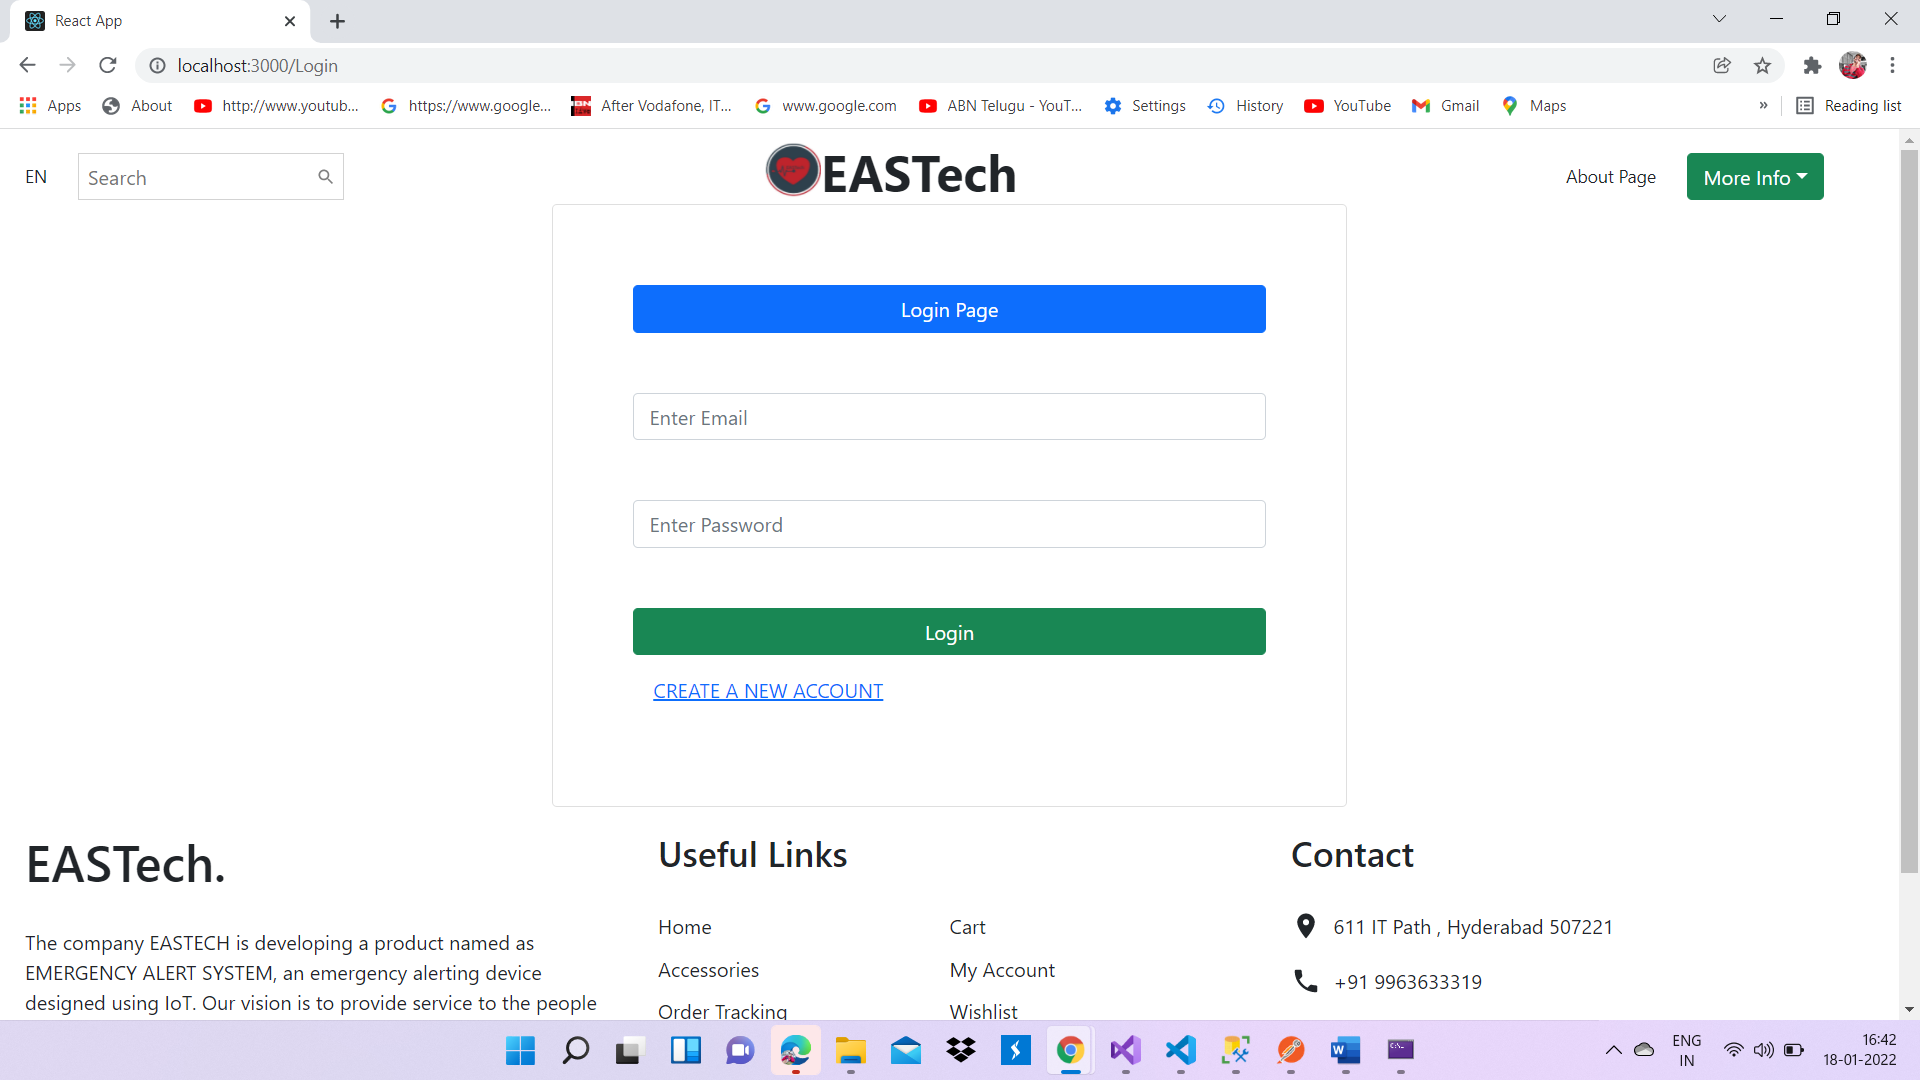 React App
localhost:3000/Login
Apps
About
http://www.youtub...
https://www.google...
After Vodafone, IT...
www.google.com
ABN Telugu - YouT...
Settings
History
YouTube
Gmail
Maps
»
Reading list
EN
Search
EASTech
About Page
More Info
Login Page
Enter Email
Enter Password
Login
CREATE A NEW ACCOUNT
EASTech.
The company EASTECH is developing a product named as
EMERGENCY ALERT SYSTEM, an emergency alerting device
designed using IoT. Our vision is to provide service to the people
Useful Links
Home
Cart
Accessories
My Account
Order Tracking
Wishlist
Contact
611 IT Path , Hyderabad 507221
+91 9963633319
ENG
IN
16:42
18-01-2022